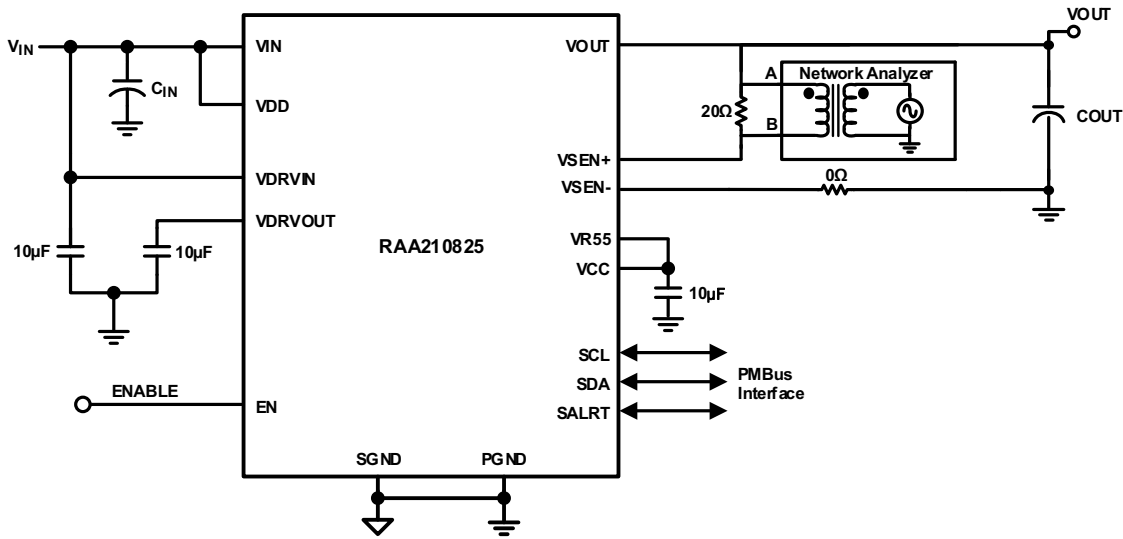 VOUT
VIN
VIN
VOUT
A
Network Analyzer
CIN
VDD
20Ω
COUT
B
VSEN+
VDRVIN
VSEN-
0Ω
VDRVOUT
10µF
10µF
RAA210825
VR55
VCC
10µF
SCL
SDA
PMBus
Interface
SALRT
ENABLE
EN
SGND
PGND